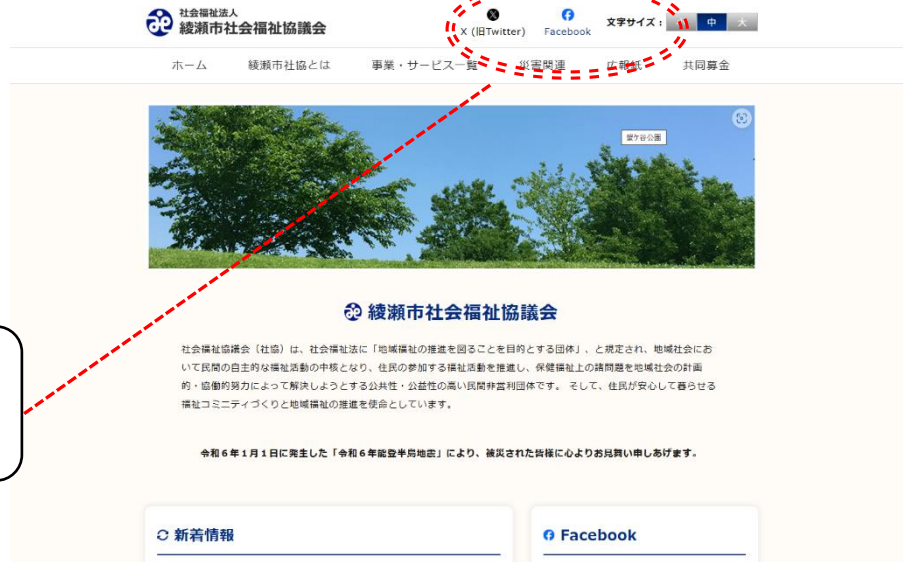 社会福祉法人
綾瀬市社会福祉協議会
X (旧Twitter)
Facebook
文字サイズ：
中 大
ホーム 綾瀬市社協とは 事業・サービス一覧 災害関連 広報紙 共同募金
綾瀬市社会福祉協議会
社会福祉協議会（社協）は、社会福祉法に「地域福祉の推進を図ることを目的とする団体」、と規定され、地域社会にお
いて民間の自主的な福祉活動の中核となり、住民の参加する福祉活動を推進し、保健福祉上の諸問題を地域社会の計画
的・協働的努力によって解決しようとする公共性・公益性の高い民間非営利団体です。 そして、住民が安心して暮らせる
福祉コミニティづくりと地域福祉の推進を使命としています。
令和６年１月１日に発生した「令和６年能登半島地震」により、被災された皆様に心よりお見舞い申しあげます。
新着情報
Facebook